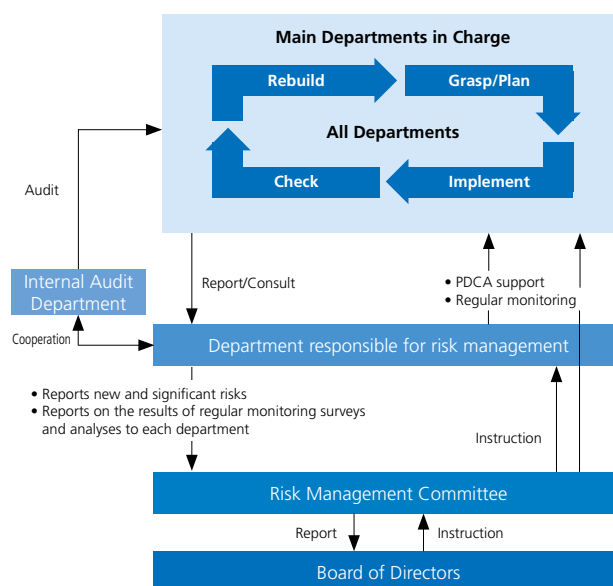 Main Departments in Charge
Rebuild
Grasp/Plan
All Departments
Check
Implement
Audit
Internal Audit
Department
Report/Consult
• PDCA support
• Regular monitoring
Cooperation
Department responsible for risk management
• Reports new and significant risks
• Reports on the results of regular monitoring surveys
and analyses to each department
Instruction
Risk Management Committee
Report
Instruction
Board of Directors